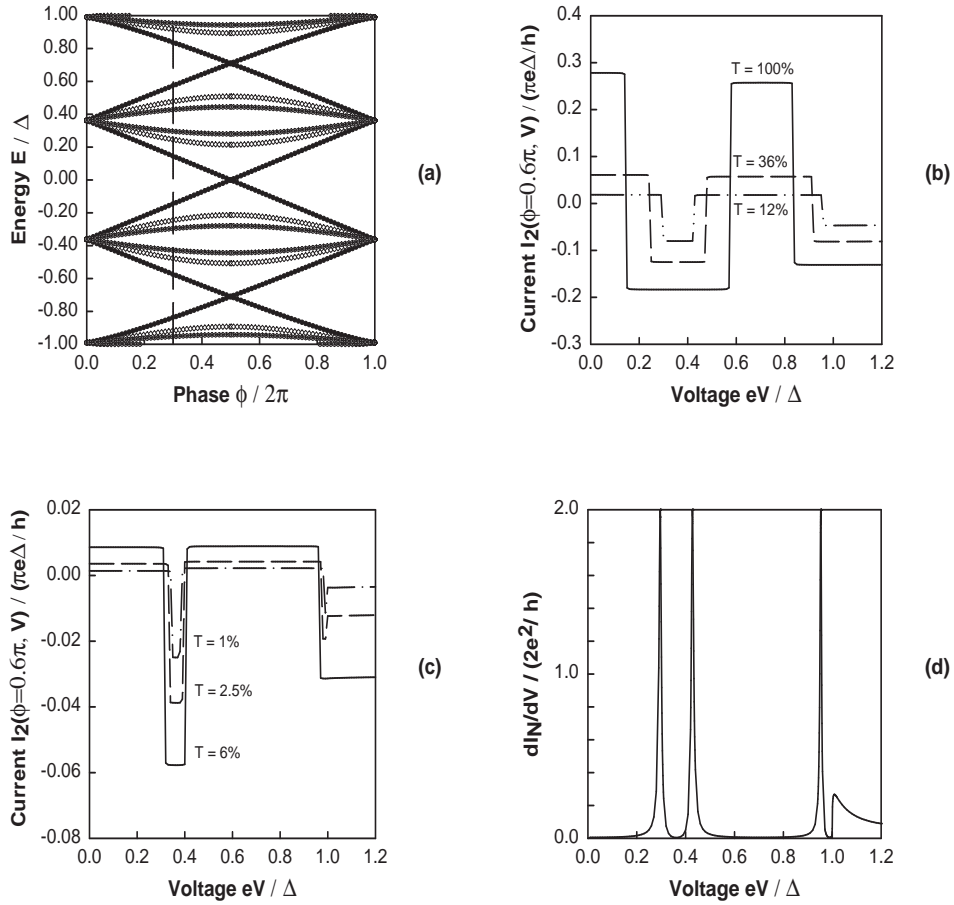 1.00
0.80
0.60
0.40
0.20
0.00
-0.20
-0.40
-0.60
-0.80
-1.00
Energy E / Δ
0.0 0.2 0.4 0.6 0.8 1.0
Phase ϕ / 2π
(a)
0.4
0.3
0.2
0.1
0.0
-0.1
-0.2
-0.3
Current I2(ϕ=0.6π, V) / (πeΔ/h)
T = 100%
T = 36%
T = 12%
0.0 0.2 0.4 0.6 0.8 1.0 1.2
Voltage eV / Δ
(b)
0.02
0.00
-0.02
-0.04
-0.06
-0.08
Current I2(ϕ=0.6π, V) / (πeΔ/h)
T = 1%
T = 2.5%
T = 6%
0.0 0.2 0.4 0.6 0.8 1.0 1.2
Voltage eV / Δ
(c)
2.0
1.0
0.0
dIN/dV / (2e2/ h)
0.0 0.2 0.4 0.6 0.8 1.0 1.2
Voltage eV / Δ
(d)